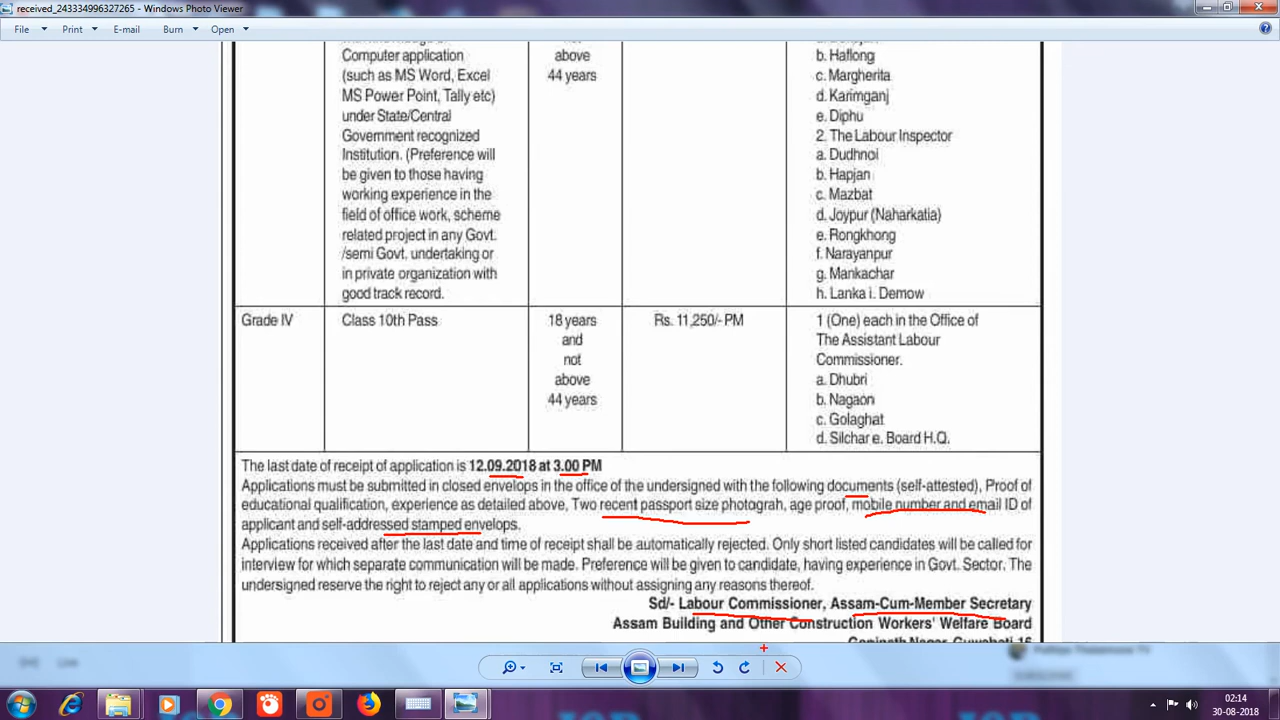 received_243334996327265 - Windows Photo Viewer
File Print E-mail Burn Open
Computer application
(such as MS Word, Excel
MS Power Point, Tally etc)
under State/Central
Government recognized
Institution. (Preference will
be given to those having
working experience in the
field of office work, scheme
related project in any Govt.
/semi Govt. undertaking or
in private organization with
good track record.
above
44 years
b. Haflong
c. Margherita
d. Karimganj
e. Diphu
2. The Labour Inspector
a. Dudhnoi
b. Hapjan
c. Mazbat
d. Joypur (Naharkatia)
e. Rongkhong
f. Narayanpur
g. Mankachar
h. Lanka i. Demow
Grade IV
Class 10th Pass
18 years
and
not
above
44 years
Rs. 11,250/- PM
1 (One) each in the Office of
The Assistant Labour
Commissioner.
a. Dhubri
b. Nagaon
c. Golaghat
d. Silchar e. Board H.Q.
The last date of receipt of application is 12.09.2018 at 3.00 PM
Applications must be submitted in closed envelops in the office of the undersigned with the following documents (self-attested), Proof of
educational qualification, experience as detailed above, Two recent passport size photograh, age proof, mobile number and email ID of
applicant and self-addressed stamped envelops.
Applications received after the last date and time of receipt shall be automatically rejected. Only short listed candidates will be called for
interview for which separate communication will be made. Preference will be given to candidate, having experience in Govt. Sector. The
undersigned reserve the right to reject any or all applications without assigning any reasons thereof.
Sd/- Labour Commissioner, Assam-Cum-Member Secretary
Assam Building and Other Construction Workers' Welfare Board
Gopinath Nagar, Guwahati-16
02:14
30-08-2018